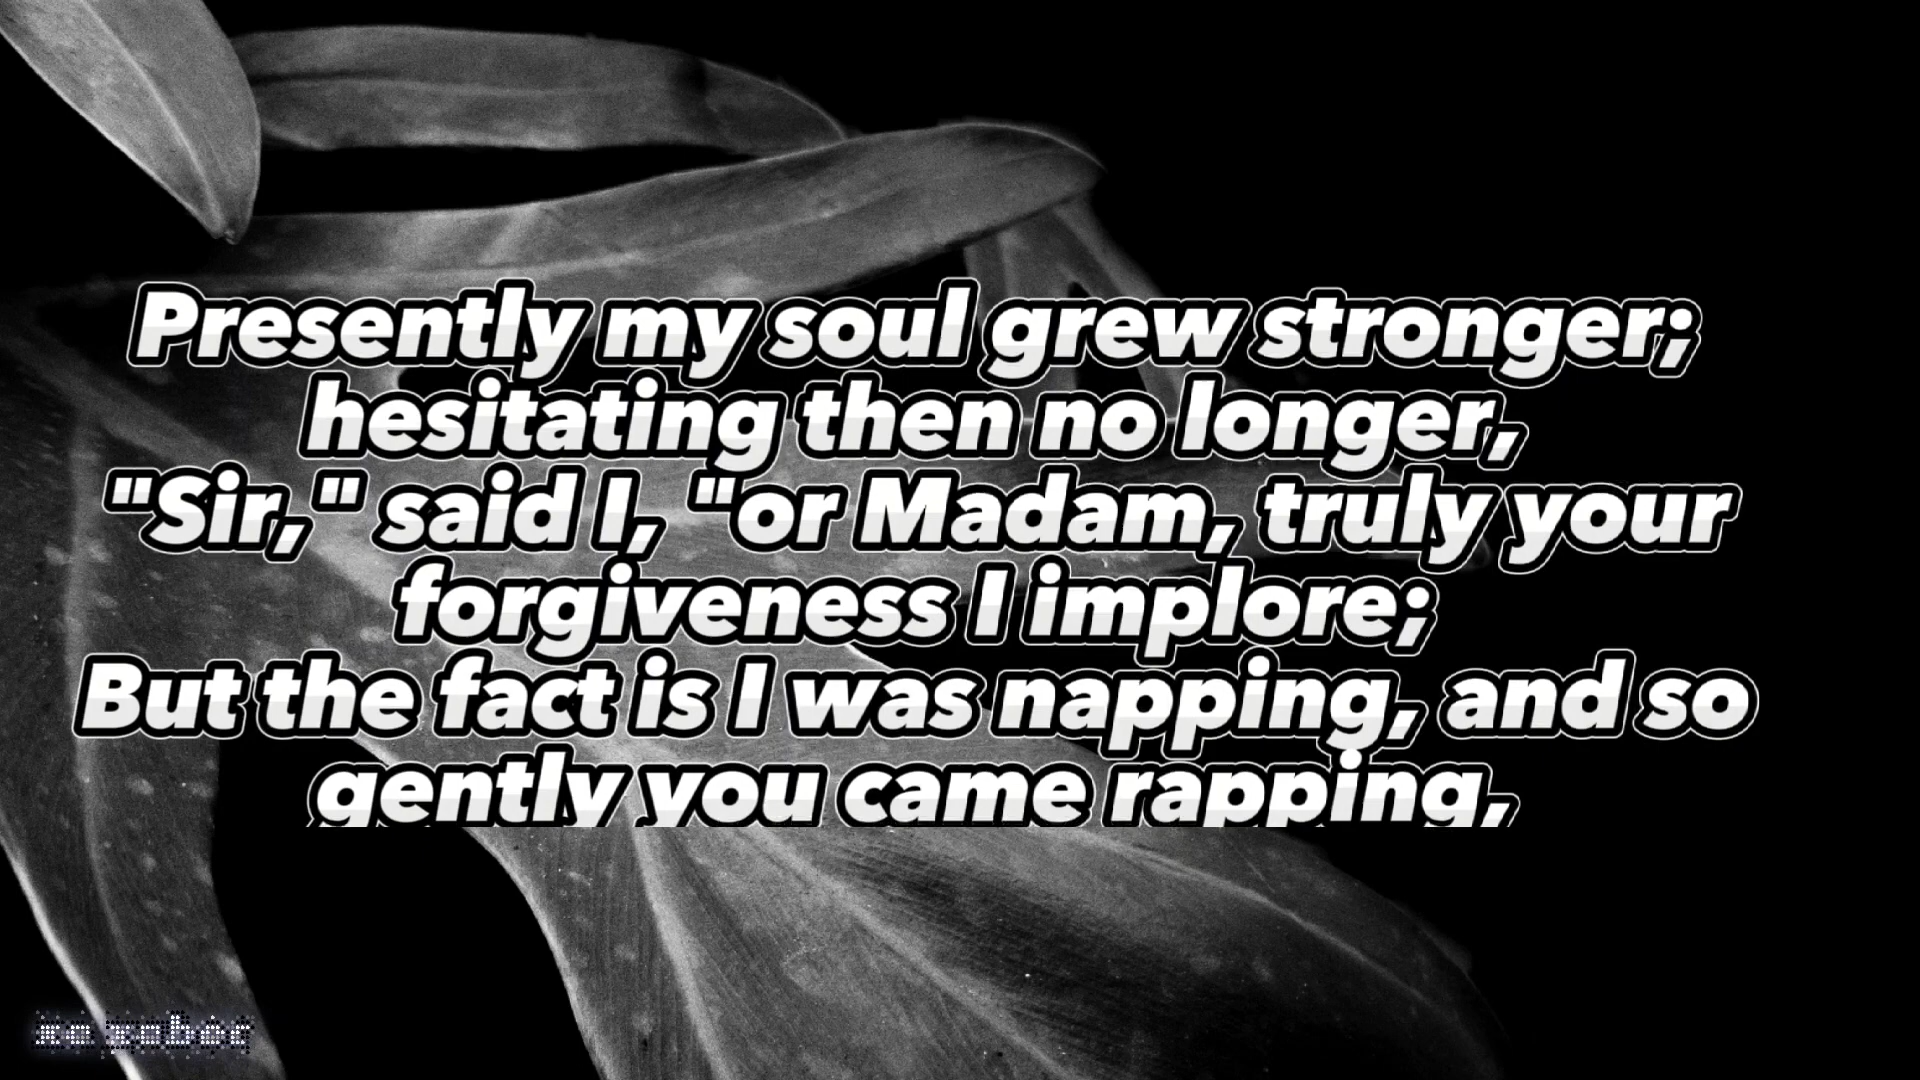 Presently my soul grew stronger;
hesitating then no longer,
"Sir," said I, "or Madam, truly your
forgiveness I implore;
But the fact is I was napping, and so
gently you came rapping,